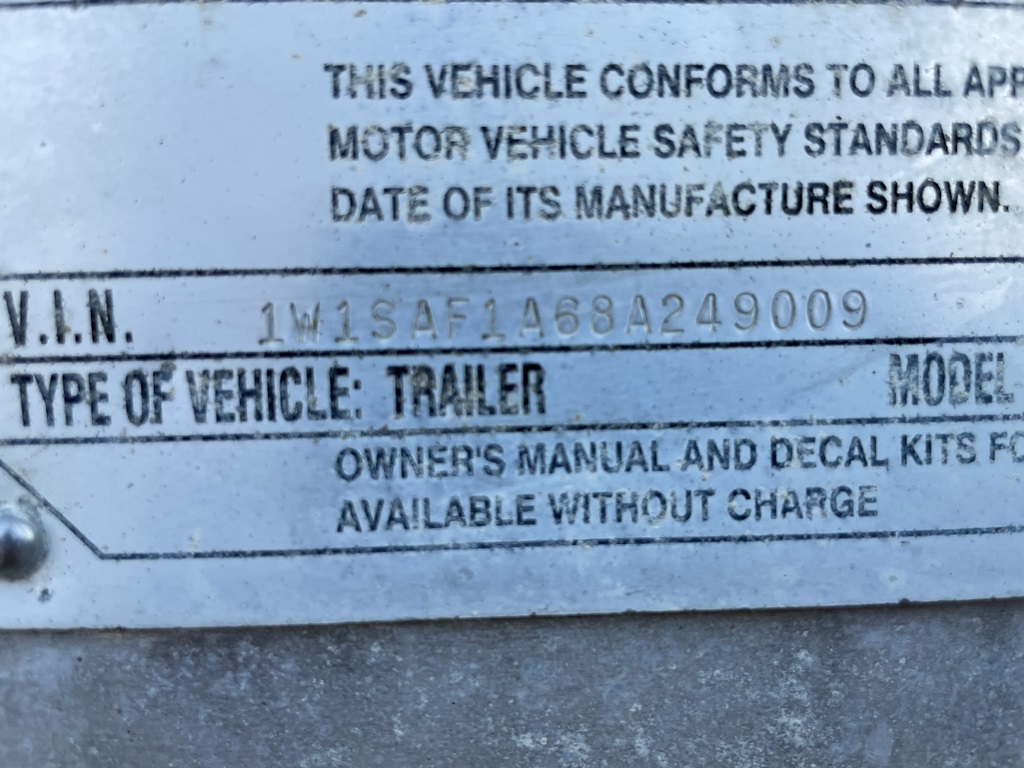 THIS VEHICLE CONFORMS TO ALL APP
MOTOR VEHICLE SAFETY STANDARDS
DATE OF ITS MANUFACTURE SHOWN.
V.I.N. 1W1SAF1A68A249009
TYPE OF VEHICLE: TRAILER MODEL
OWNER'S MANUAL AND DECAL KITS FO
AVAILABLE WITHOUT CHARGE